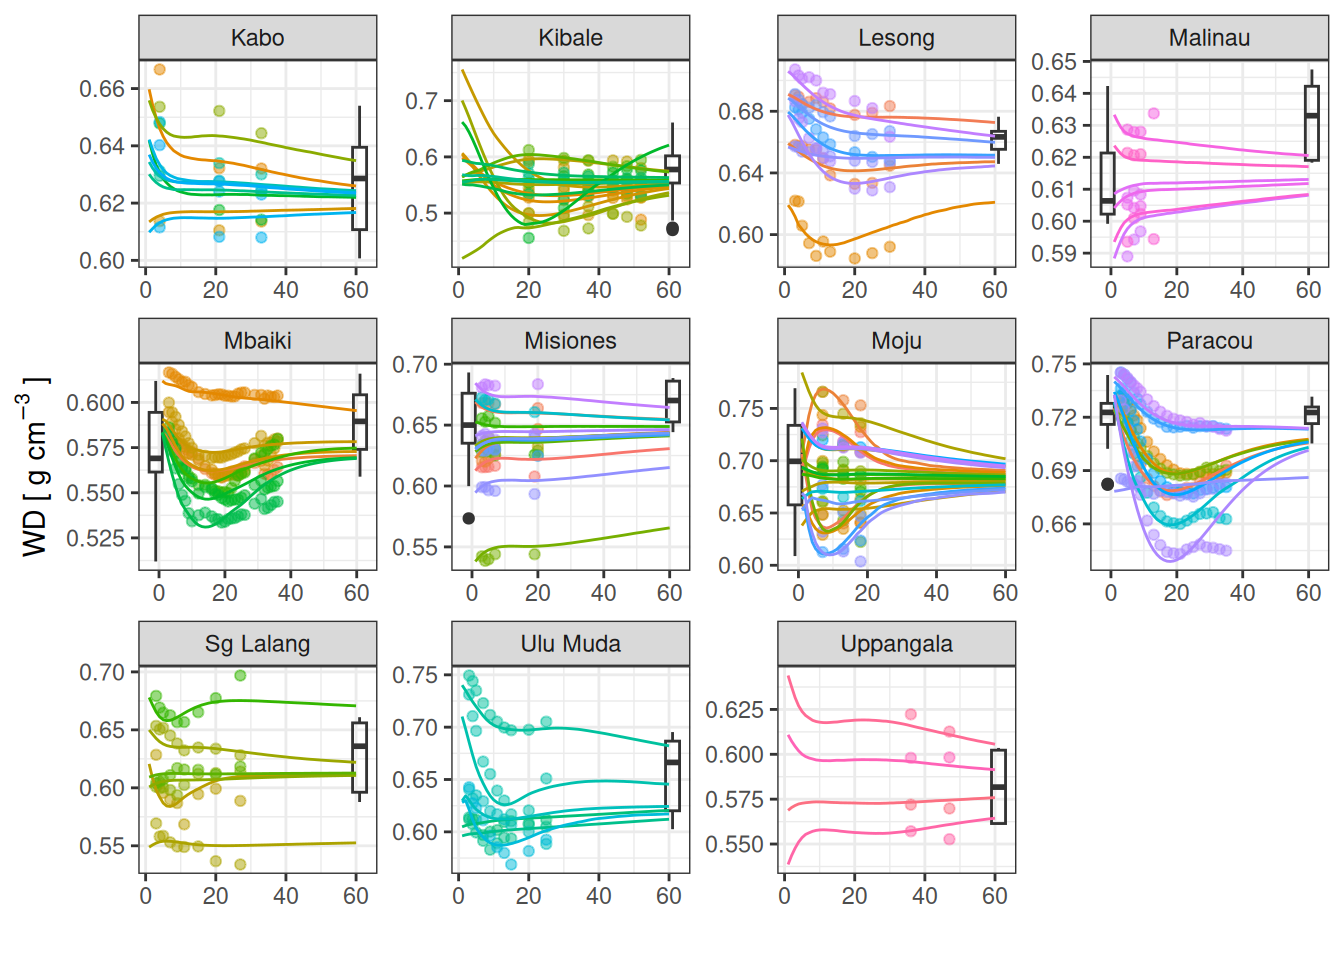 Kabo Kibale Lesong Malinau
0.66 0.64 0.62 0.60
0.7 0.6 0.5
0.68 0.64 0.60
0.65 0.64 0.63 0.62 0.61 0.60 0.59
0 20 40 60 0 20 40 60 0 20 40 60 0 20 40 60
WD [ g cm⁻³ ]
Mbaiki Misiones Moju Paracou
0.600 0.575 0.550 0.525
0.70 0.65 0.60 0.55
0.75 0.70 0.65 0.60
0.75 0.72 0.69 0.66
0 20 40 60 0 20 40 60 0 20 40 60 0 20 40 60
Sg Lalang Ulu Muda Uppangala
0.70 0.65 0.60 0.55
0.75 0.70 0.65 0.60
0.625 0.600 0.575 0.550
0 20 40 60 0 20 40 60 0 20 40 60